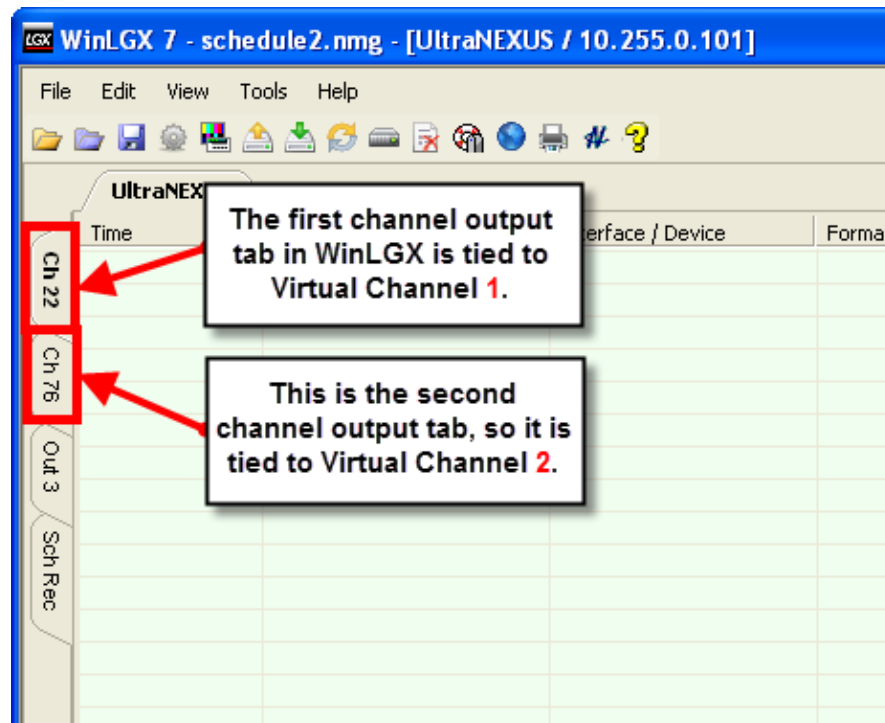 LGX WinLGX 7 - schedule2.nmg - [UltraNEXUS / 10.255.0.101]
File Edit View Tools Help
UltraNEX
Time
Forma
The first channel output
tab in WinLGX is tied to
Virtual Channel 1.
/ Device
Ch 22
Ch 76
This is the second
channel output tab, so it is
tied to Virtual Channel 2.
Out 3
Sch Rec